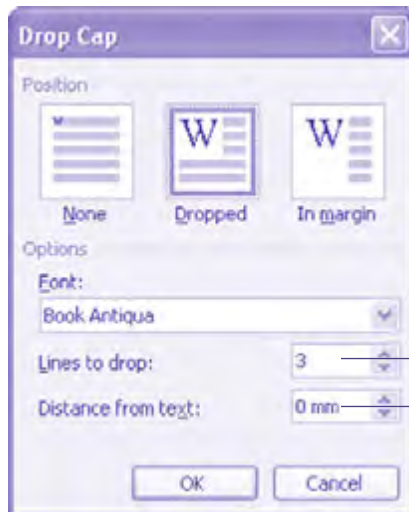 Drop Cap
Position
W
W
W
None
Dropped
In margin
Options
Font:
Book Antiqua
Lines to drop:
3
Distance from text:
0 mm
OK
Cancel